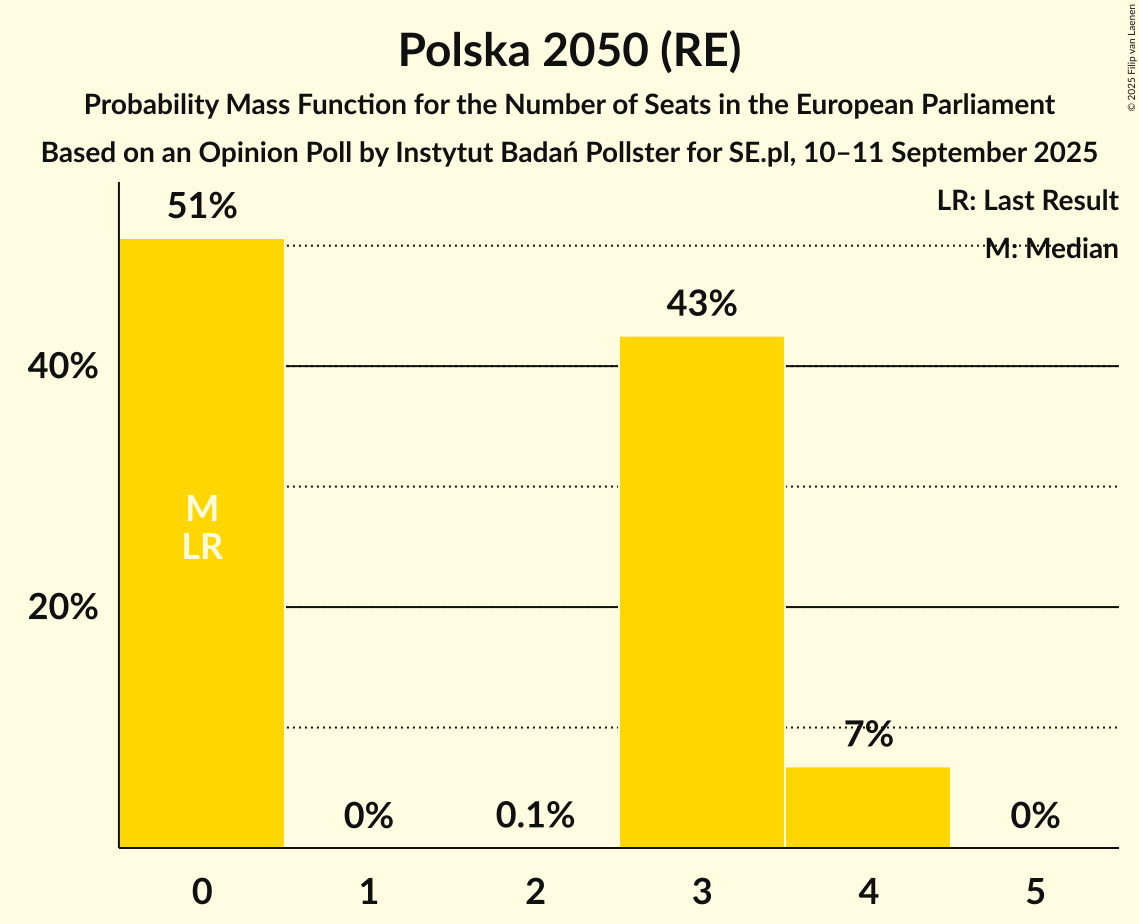 Polska 2050 (RE)
Probability Mass Function for the Number of Seats in the European Parliament
Based on an Opinion Poll by Instytut Badań Pollster for SE.pl, 10–11 September 2025
© 2025 Filip van Laenen
LR: Last Result
M: Median
51%
43%
40%
M
LR
20%
7%
0%
0.1%
0%
0
1
2
3
4
5